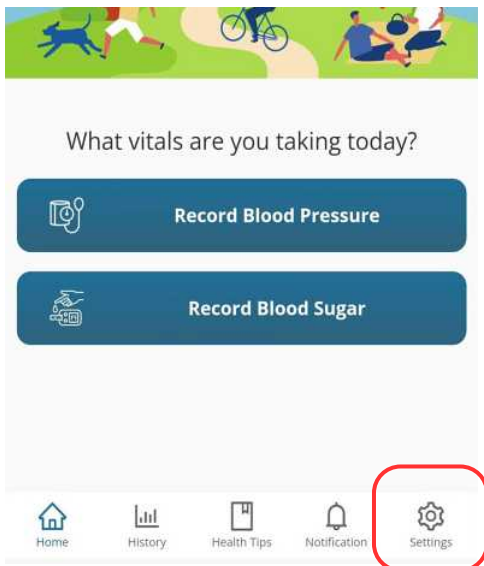 What vitals are you taking today?
Record Blood Pressure
Record Blood Sugar
Home History Health Tips Notification Settings